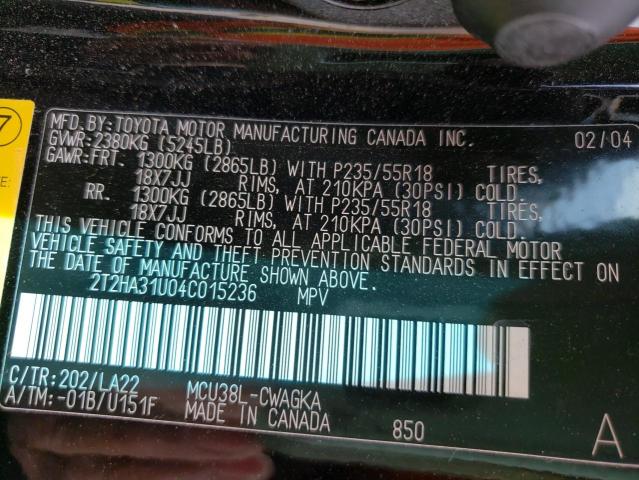 7
E:
MFD. BY: TOYOTA MOTOR MANUFACTURING CANADA INC. 02/04
GVWR: 2380KG (5245LB)
GAWR: FRT. 1300KG (2865LB) WITH P235/55R18 TIRES,
18X7JJ RIMS, AT 210KPA (30PSI) COLD.
RR. 1300KG (2865LB) WITH P235/55R18 TIRES,
18X7JJ RIMS, AT 210KPA (30PSI) COLD.
THIS VEHICLE CONFORMS TO ALL APPLICABLE FEDERAL MOTOR
VEHICLE SAFETY AND THEFT PREVENTION STANDARDS IN EFFECT ON
THE DATE OF MANUFACTURE SHOWN ABOVE.
2T2HA31U04C015236 MPV
C/TR: 202/LA22 MCU38L-CWAGKA
A/TM: -01B/U151F MADE IN CANADA 850 A